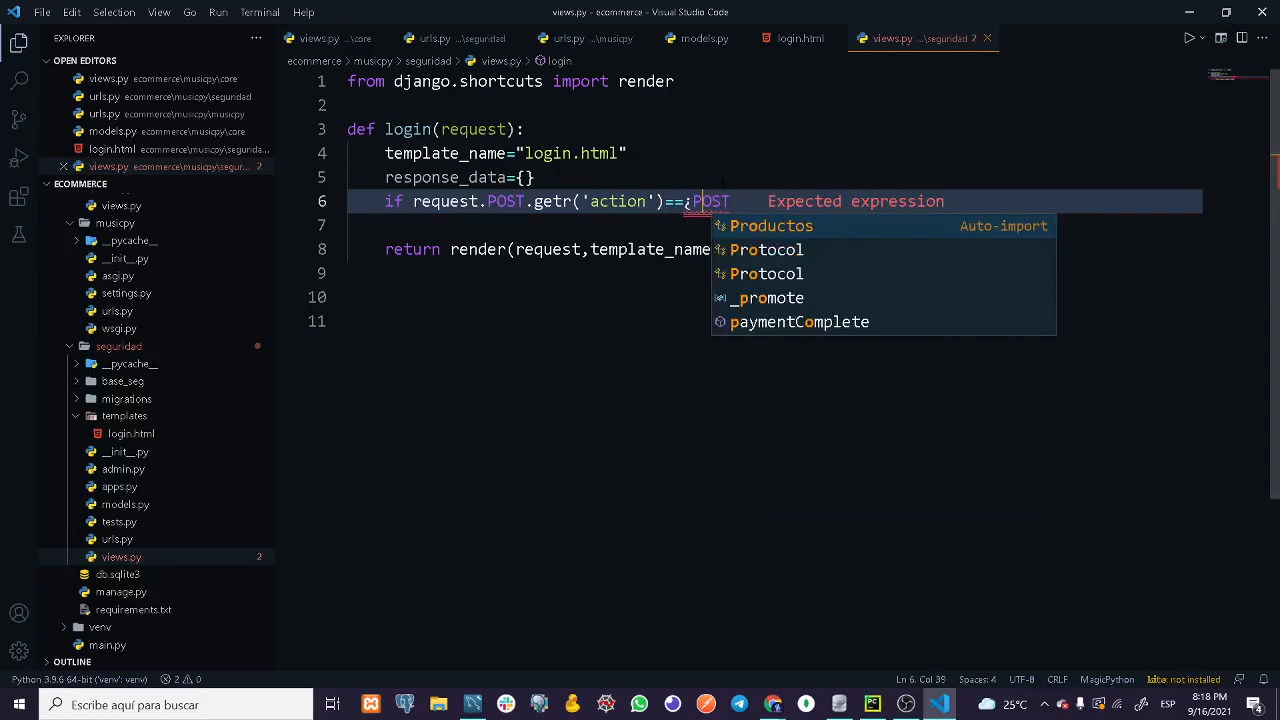 File Edit Selection View Go Run Terminal Help
views.py - ecommerce - Visual Studio Code
EXPLORER
views.py ...\core
urls.py ...\seguridad
urls.py ...\musicpy
models.py
login.html
views.py ...\seguridad 2
OPEN EDITORS
views.py ecommerce\musicpy\core
urls.py ecommerce\musicpy\seguridad
urls.py ecommerce\musicpy\musicpy
models.py ecommerce\musicpy\core
login.html ecommerce\musicpy\segurida...
views.py ecommerce\musicpy\segur... 2
ECOMMERCE
views.py
musicpy
__pycache__
__init__.py
asgi.py
settings.py
urls.py
wsgi.py
seguridad
__pycache__
base_seg
migrations
templates
login.html
__init__.py
admin.py
apps.py
models.py
tests.py
urls.py
views.py 2
db.sqlite3
manage.py
requirements.txt
venv
main.py
OUTLINE
ecommerce > musicpy > seguridad > views.py > login
1 from django.shortcuts import render
2
3 def login(request):
4 template_name="login.html"
5 response_data={}
6 if request.POST.getr('action')==¿POST Expected expression
7
8 return render(request,template_name
9
10
11
Productos Auto-import
Protocol
Protocol
_promote
paymentComplete
Python 3.9.6 64-bit ('venv': venv) 2 0
Ln 6, Col 39 Spaces: 4 UTF-8 CRLF MagicPython kite: not installed
Escribe aquí para buscar
25°C
ESP
8:18 PM
9/16/2021
4